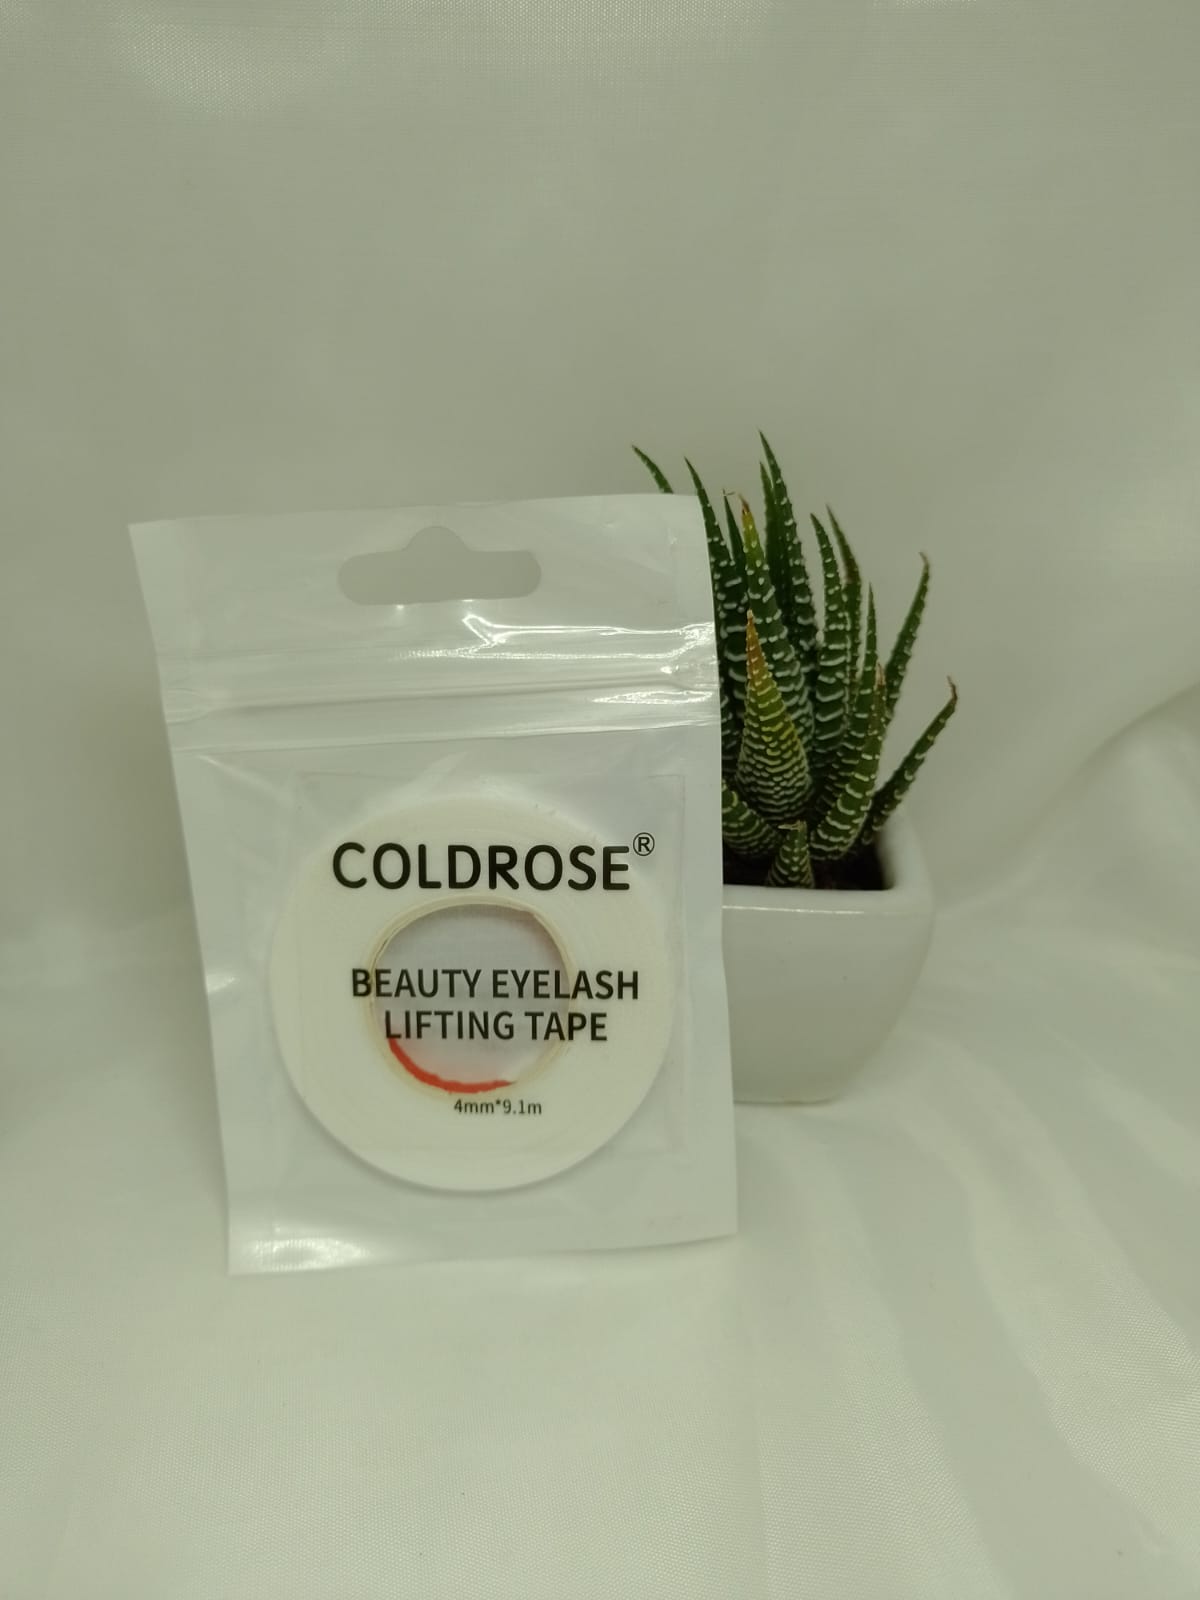 COLDROSE®
BEAUTY EYELASH
LIFTING TAPE
4mm*9.1m